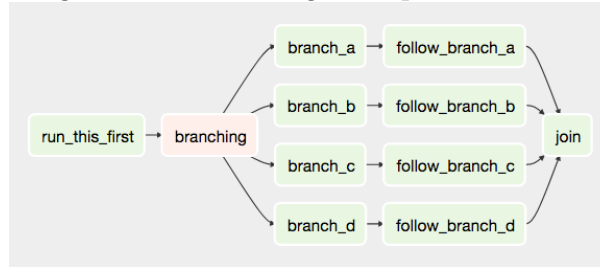 branch_a
follow_branch_a
branch_b
follow_branch_b
run_this_first
branching
join
branch_c
follow_branch_c
branch_d
follow_branch_d